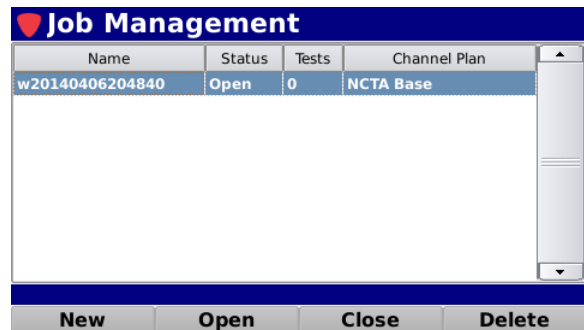 Job Management
Name Status Tests Channel Plan
w20140406204840 Open 0 NCTA Base
New Open Close Delete